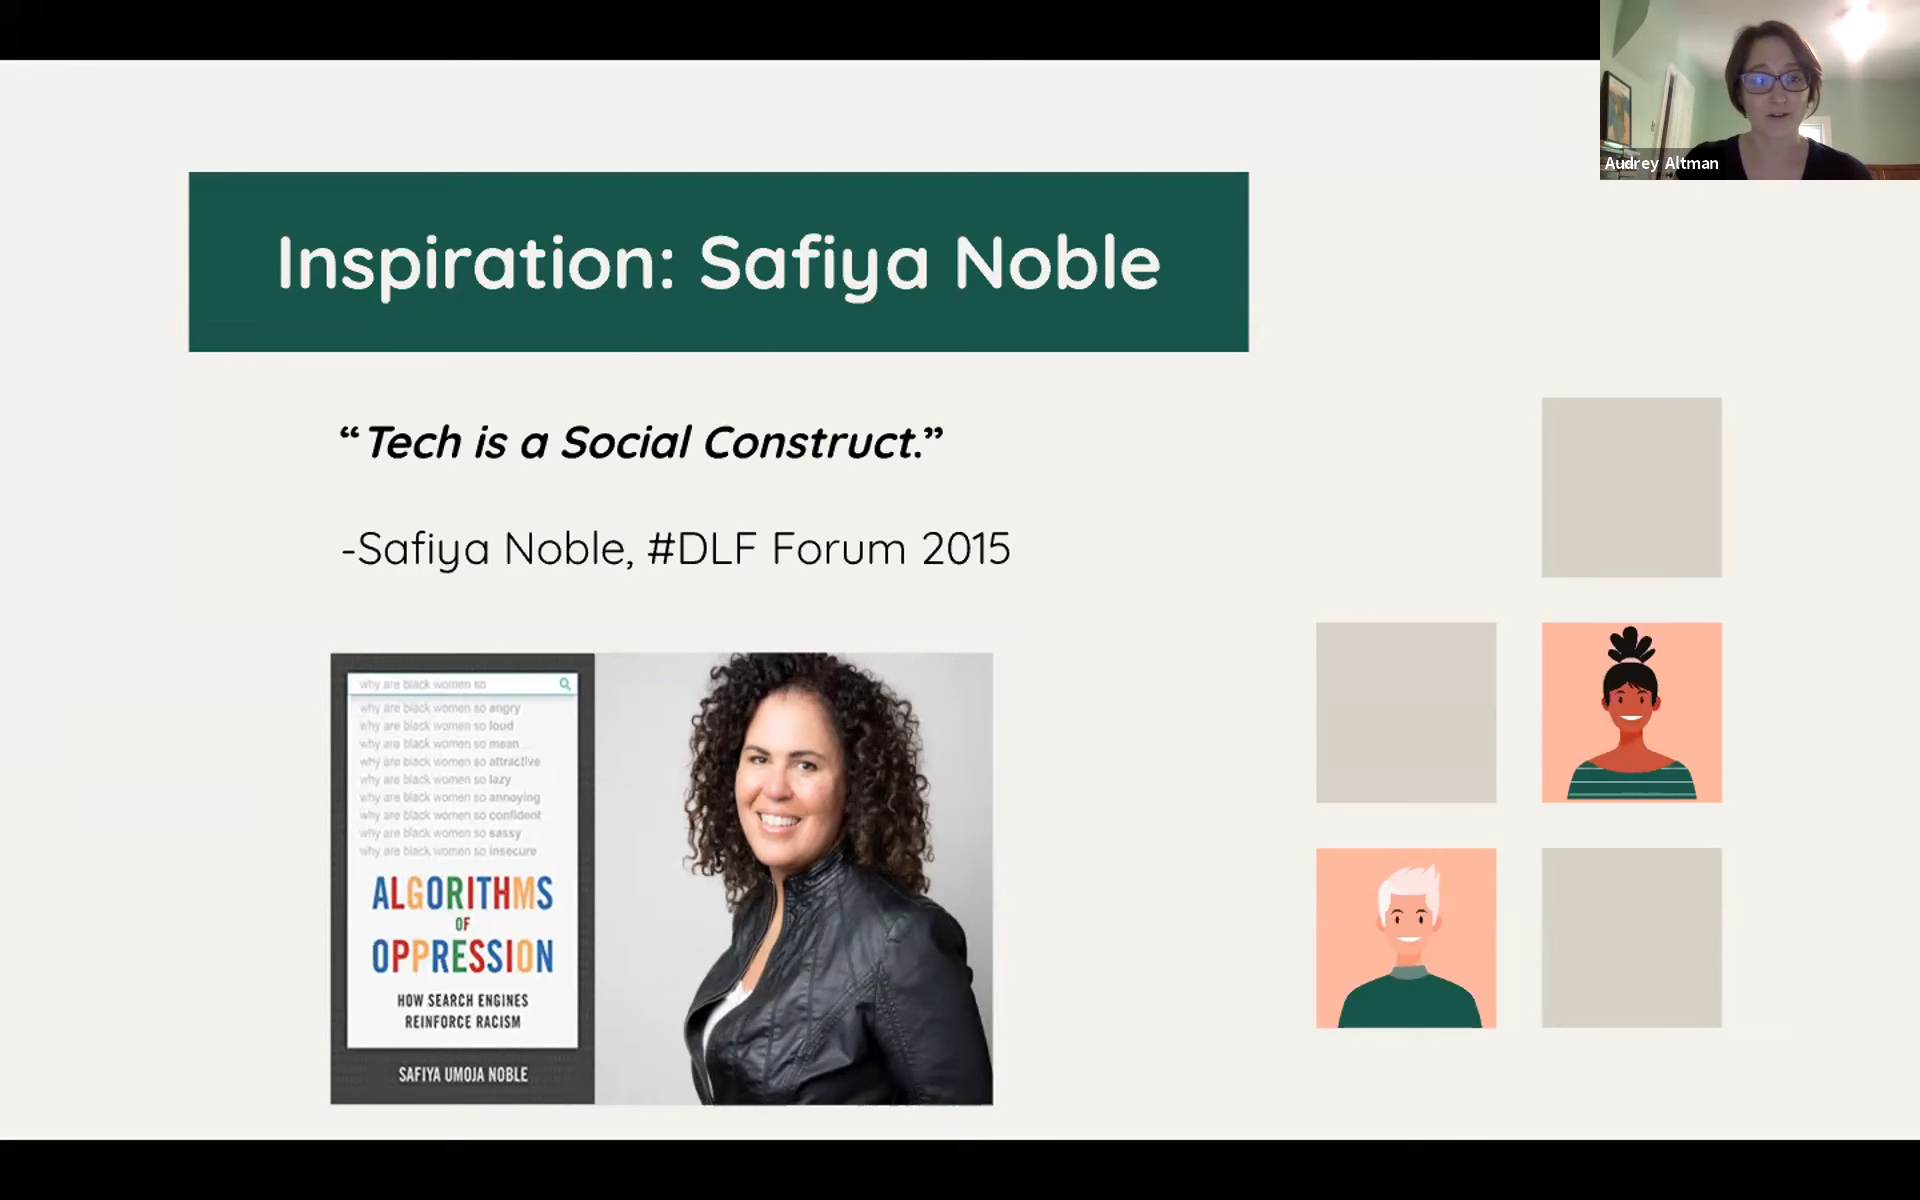 Audrey Altman
Inspiration: Safiya Noble
“Tech is a Social Construct.”
-Safiya Noble, #DLF Forum 2015
why are black women so
why are black women so angry
why are black women so loud
why are black women so mean
why are black women so attractive
why are black women so lazy
why are black women so annoying
why are black women so confident
why are black women so sassy
why are black women so insecure
ALGORITHMS
OF
OPPRESSION
HOW SEARCH ENGINES
REINFORCE RACISM
SAFIYA UMOJA NOBLE